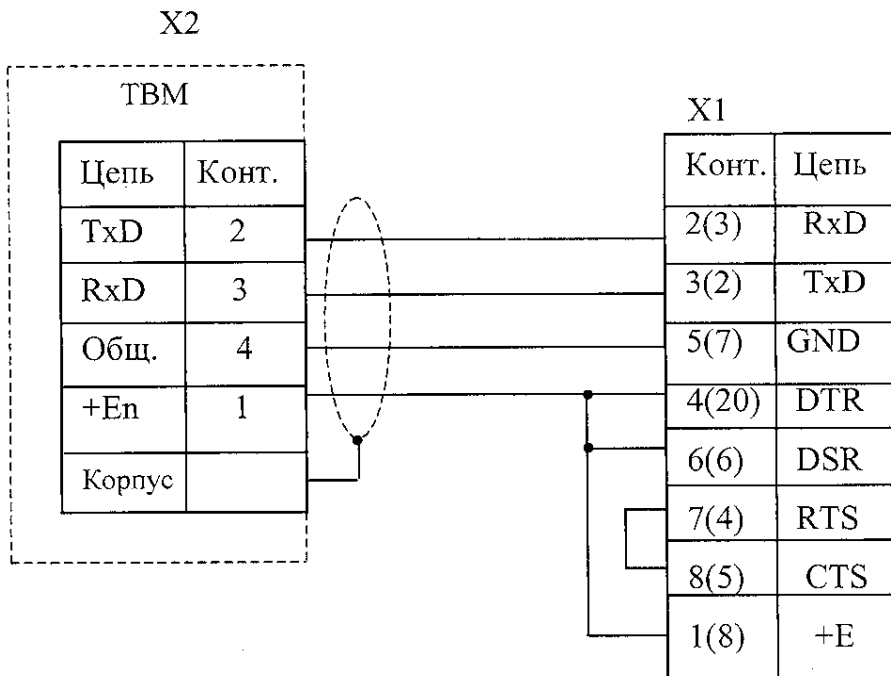 X2
ТВМ
Цепь Конт.
TxD 2
RxD 3
Общ. 4
+En 1
Корпус
X1
Конт. Цепь
2(3) RxD
3(2) TxD
5(7) GND
4(20) DTR
6(6) DSR
7(4) RTS
8(5) CTS
1(8) +E